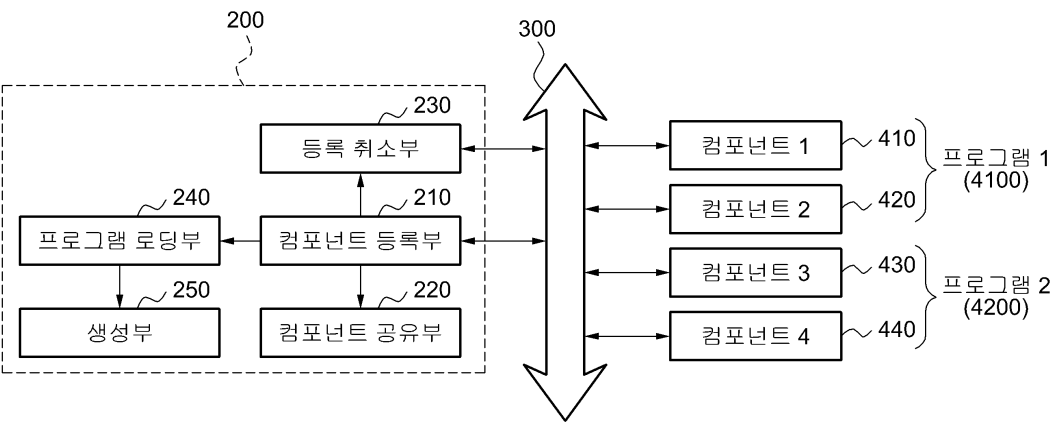 200
300
230
등록 취소부
240
210
프로그램 로딩부
컴포넌트 등록부
250
220
생성부
컴포넌트 공유부
컴포넌트 1
410
컴포넌트 2
420
프로그램 1
(4100)
컴포넌트 3
430
컴포넌트 4
440
프로그램 2
(4200)